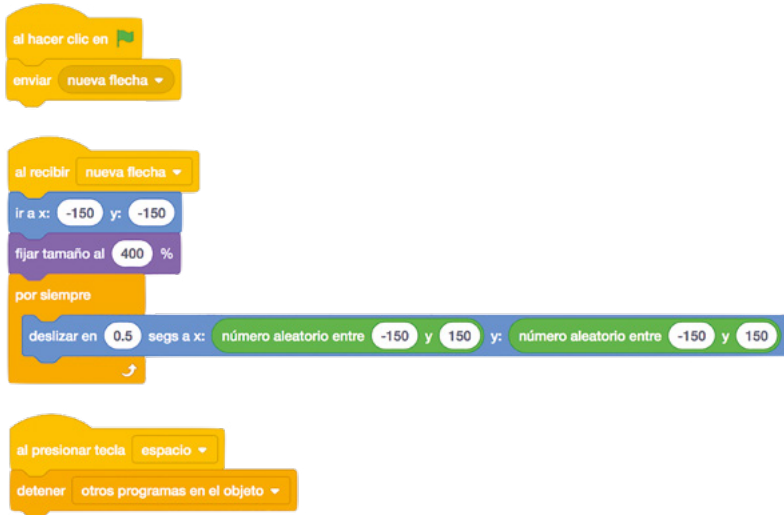 al hacer clic en
enviar nueva flecha
al recibir nueva flecha
ir a x: -150 y: -150
fijar tamaño al 400 %
por siempre
deslizar en 0.5 segs a x: número aleatorio entre -150 y 150 y: número aleatorio entre -150 y 150
al presionar tecla espacio
detener otros programas en el objeto